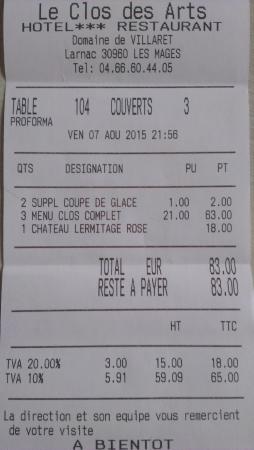 Le Clos des Arts
HOTEL*** RESTAURANT
Domaine de VILLARET
Larnac 30960 LES MAGES
Tel: 04.66.60.44.05
TABLE 104 COUVERTS 3
PROFORMA
VEN 07 AOU 2015 21:56
QTS DESIGNATION PU PT
2 SUPPL COUPE DE GLACE 1.00 2.00
3 MENU CLOS COMPLET 21.00 63.00
1 CHATEAU LERMITAGE ROSE 18.00
TOTAL EUR 83.00
RESTE A PAYER 83.00
HT TTC
TVA 20.00% 3.00 15.00 18.00
TVA 10% 5.91 59.09 65.00
La direction et son equipe vous remercient
de votre visite
A BIENTOT